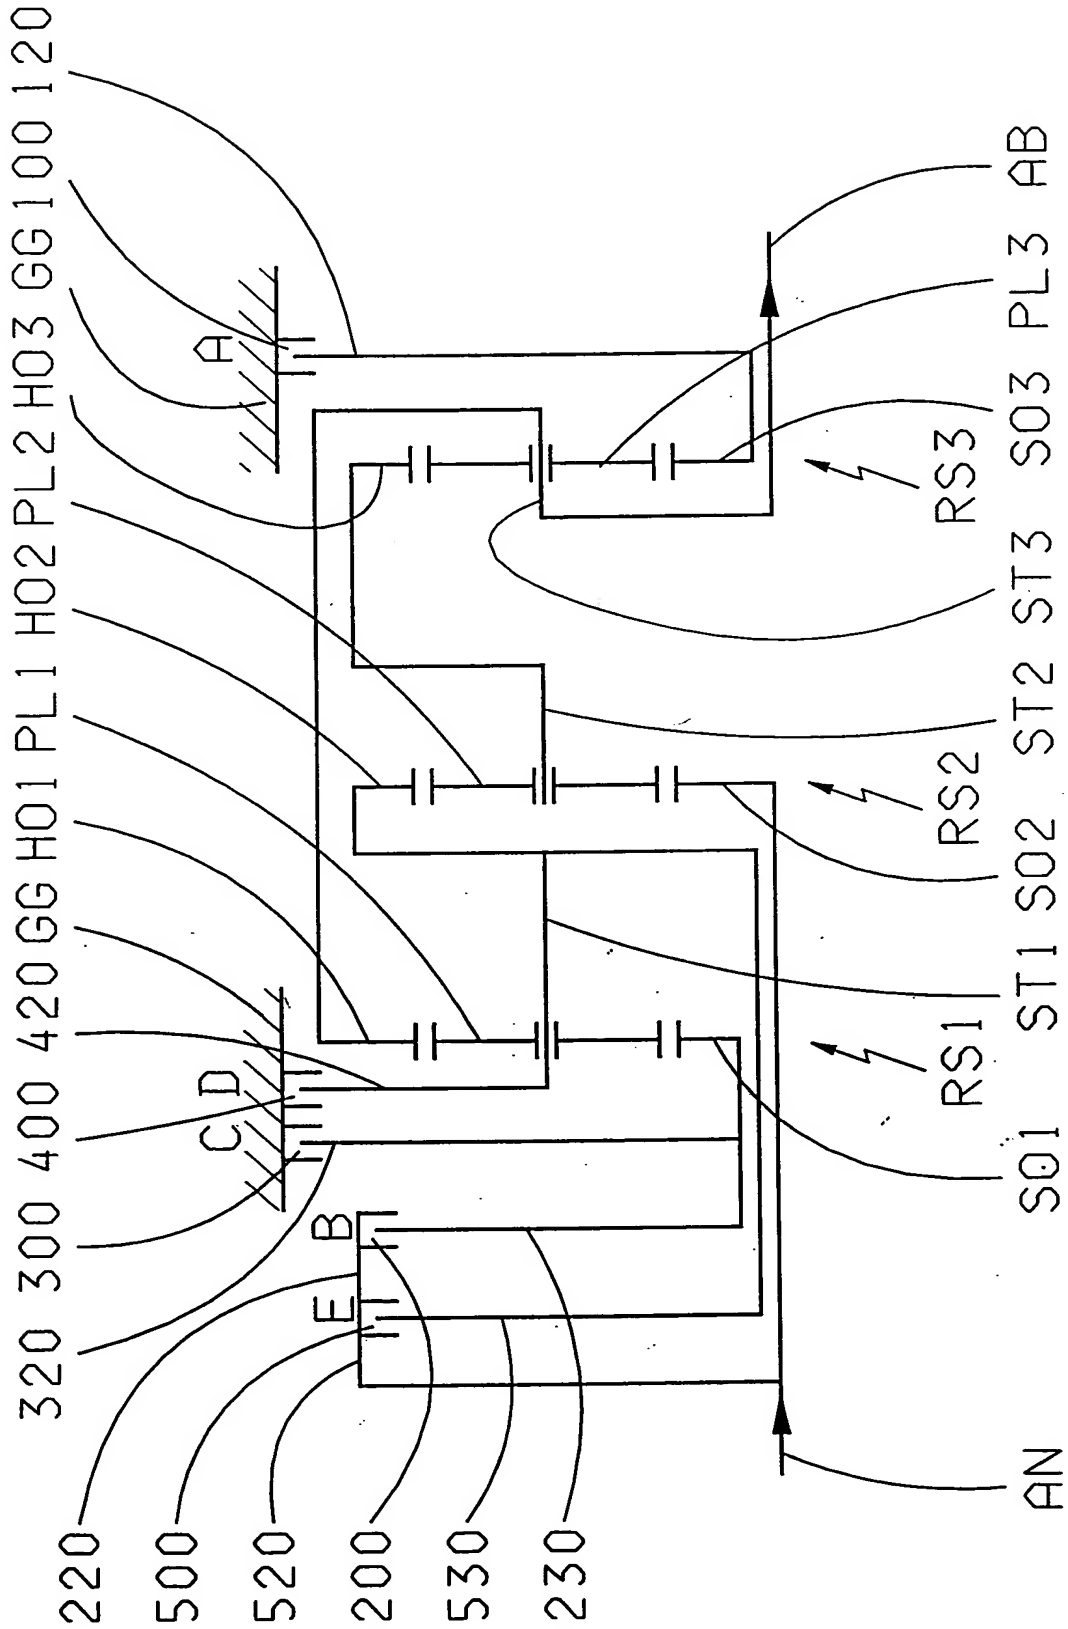 320 300 400 420 GG HO1 PL1 HO2 PL2 HO3 GG 100 120
220
500
C D A
520
E B
200
530
230
RS1 RS2 RS3
AN SO1 ST1 SO2 ST2 ST3 SO3 PL3 AB